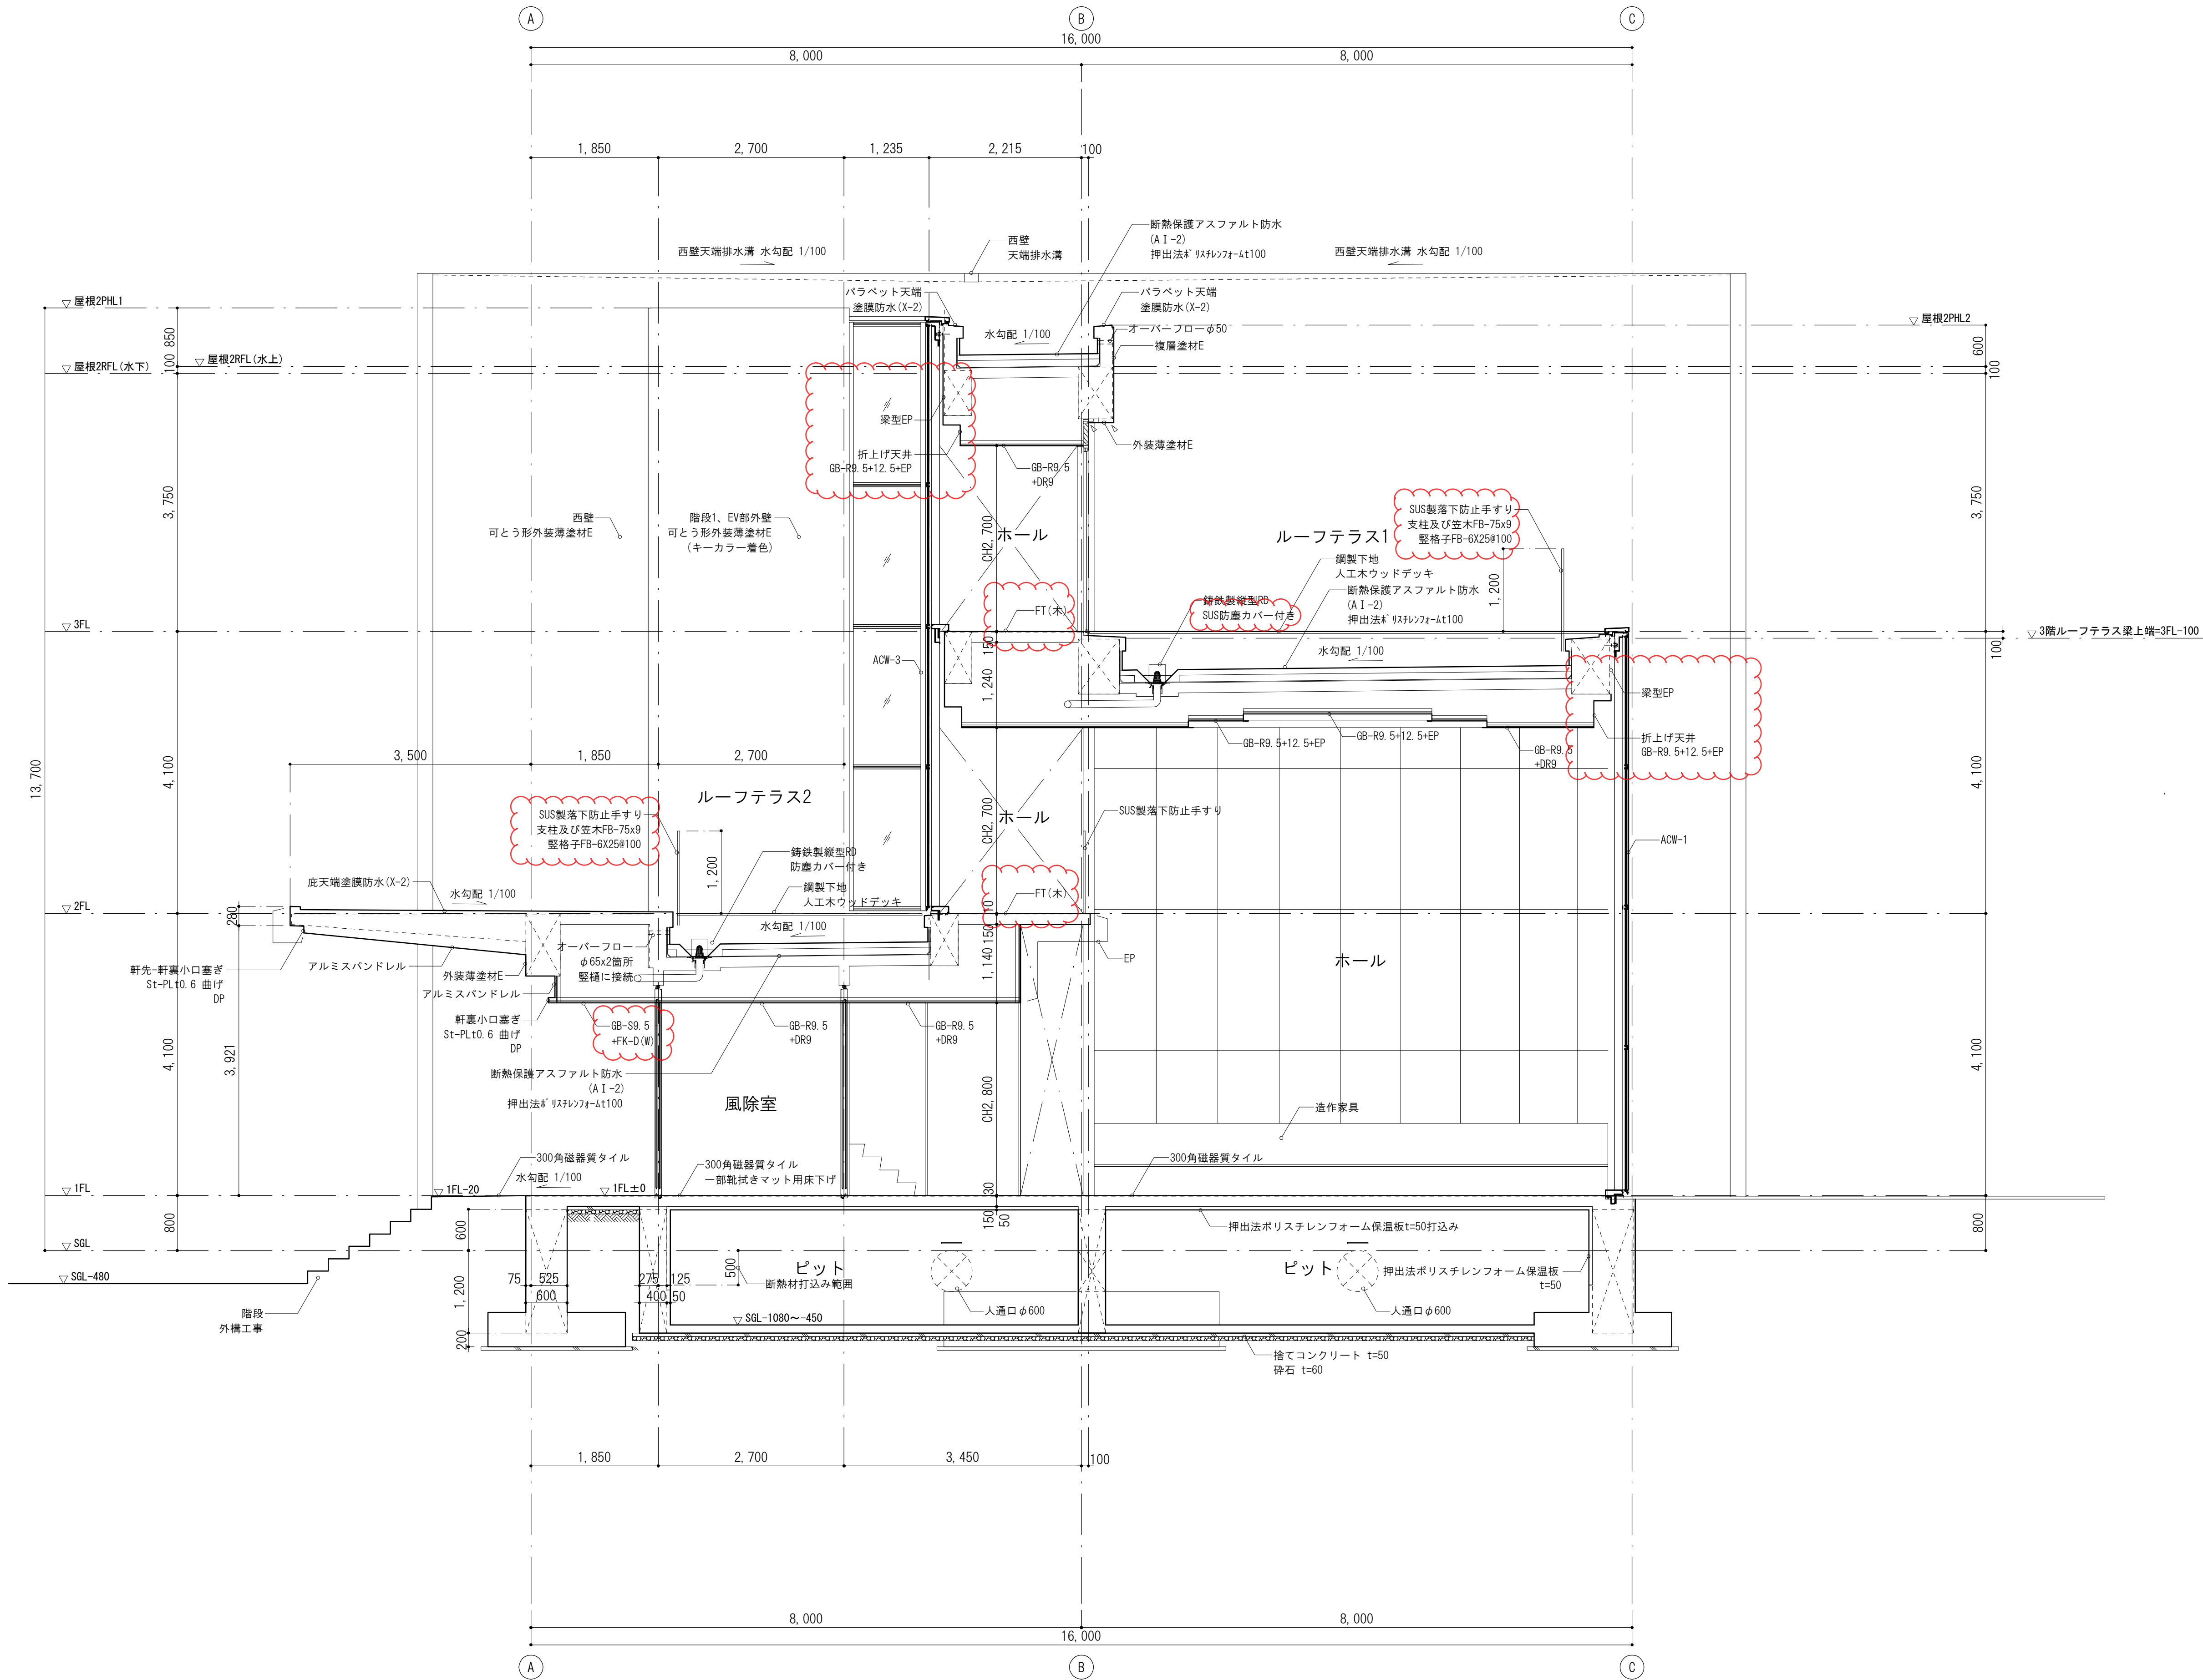 A
B
C
16,000
8,000
8,000
1,850
2,700
1,235
2,215
100
断熱保護アスファルト防水
(AⅠ-2)
押出法ポリスチレンフォームt100
西壁
天端排水溝
西壁天端排水溝 水勾配 1/100
西壁天端排水溝 水勾配 1/100
屋根2PHL1
パラペット天端
塗膜防水(X-2)
パラペット天端
塗膜防水(X-2)
屋根2PHL2
オーバーフローφ50
水勾配 1/100
複層塗材E
850
600
屋根2RFL(水上)
100
屋根2RFL(水下)
100
梁型EP
外装薄塗材E
折上げ天井
GB-R9.5+12.5+EP
GB-R9.5
+DR9
3,750
3,750
西壁
可とう形外装薄塗材E
階段1、EV部外壁
可とう形外装薄塗材E
(キーカラー着色)
CH2,700
ホール
ルーフテラス1
SUS製落下防止手すり
支柱及び笠木FB-75x9
竪格子FB-6X25@100
鋼製下地
人工木ウッドデッキ
断熱保護アスファルト防水
(AⅠ-2)
押出法ポリスチレンフォームt100
1,200
FT(木)
鋳鉄製縦型RD
SUS防塵カバー付き
3FL
3階ルーフテラス梁上端=3FL-100
100
150
水勾配 1/100
ACW-3
1,240
梁型EP
GB-R9.5+12.5+EP
GB-R9.5+12.5+EP
GB-R9.5
+DR9
折上げ天井
GB-R9.5+12.5+EP
3,500
1,850
2,700
13,700
4,100
4,100
ルーフテラス2
SUS製落下防止手すり
支柱及び笠木FB-75x9
竪格子FB-6X25@100
1,200
鋳鉄製縦型RD
防塵カバー付き
CH2,700
ホール
SUS製落下防止手すり
ACW-1
庇天端塗膜防水(X-2)
水勾配 1/100
鋼製下地
人工木ウッドデッキ
FT(木)
2FL
280
10
水勾配 1/100
150
オーバーフロー
φ65x2箇所
竪樋に接続
1,140
EP
ホール
軒先-軒裏小口塞ぎ
St-PLt0.6 曲げ
DP
アルミスパンドレル
外装薄塗材E
アルミスパンドレル
軒裏小口塞ぎ
St-PLt0.6 曲げ
DP
GB-S9.5
+FK-D(W)
GB-R9.5
+DR9
GB-R9.5
+DR9
4,100
3,921
4,100
断熱保護アスファルト防水
(AⅠ-2)
押出法ポリスチレンフォームt100
風除室
CH2,800
造作家具
300角磁器質タイル
水勾配 1/100
300角磁器質タイル
一部靴拭きマット用床下げ
300角磁器質タイル
1FL
1FL-20
1FL±0
30
150
50
800
600
800
押出法ポリスチレンフォーム保温板t=50打込み
SGL
SGL-480
75
525
600
275
125
400
50
500
ピット
断熱材打込み範囲
ピット
押出法ポリスチレンフォーム保温板
t=50
1,200
人通口φ600
人通口φ600
SGL-1080～-450
階段
外構工事
200
捨てコンクリート t=50
砕石 t=60
1,850
2,700
3,450
100
8,000
8,000
16,000
A
B
C